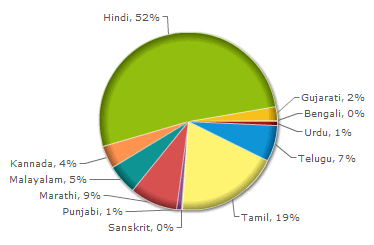 Hindi, 52%
Gujarati, 2%
Bengali, 0%
Urdu, 1%
Telugu, 7%
Kannada, 4%
Malayalam, 5%
Marathi, 9%
Punjabi, 1%
Tamil, 19%
Sanskrit, 0%